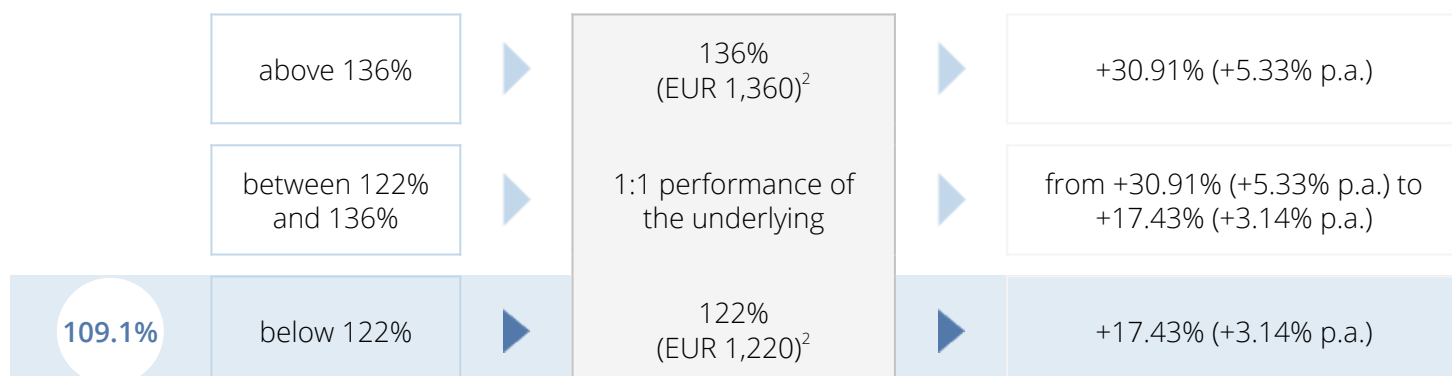 above 136%
136%
(EUR 1,360)²
+30.91% (+5.33% p.a.)
between 122%
and 136%
1:1 performance of
the underlying
from +30.91% (+5.33% p.a.) to
+17.43% (+3.14% p.a.)
109.1%
below 122%
122%
(EUR 1,220)²
+17.43% (+3.14% p.a.)